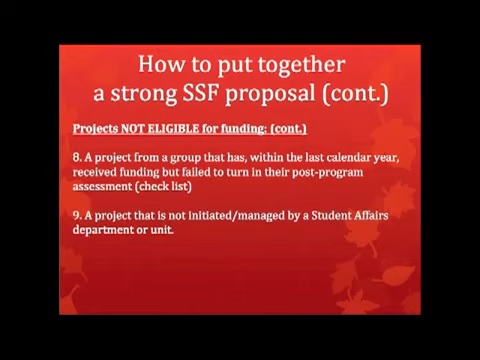 How to put together
a strong SSF proposal (cont.)
Projects NOT ELIGIBLE for funding: (cont.)
8. A project from a group that has, within the last calendar year,
received funding but failed to turn in their post-program
assessment (check list)
9. A project that is not initiated/managed by a Student Affairs
department or unit.